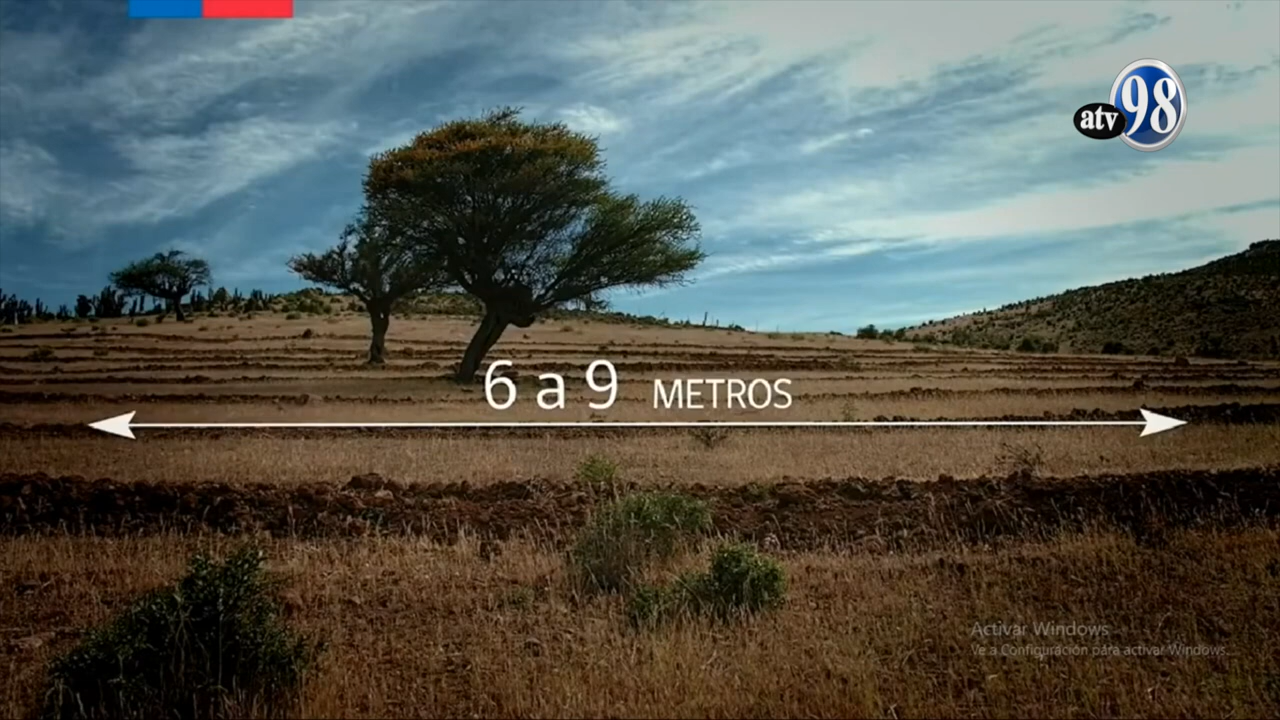 atv 98
6 a 9 METROS
Activar Windows
Ve a Configuración para activar Windows.